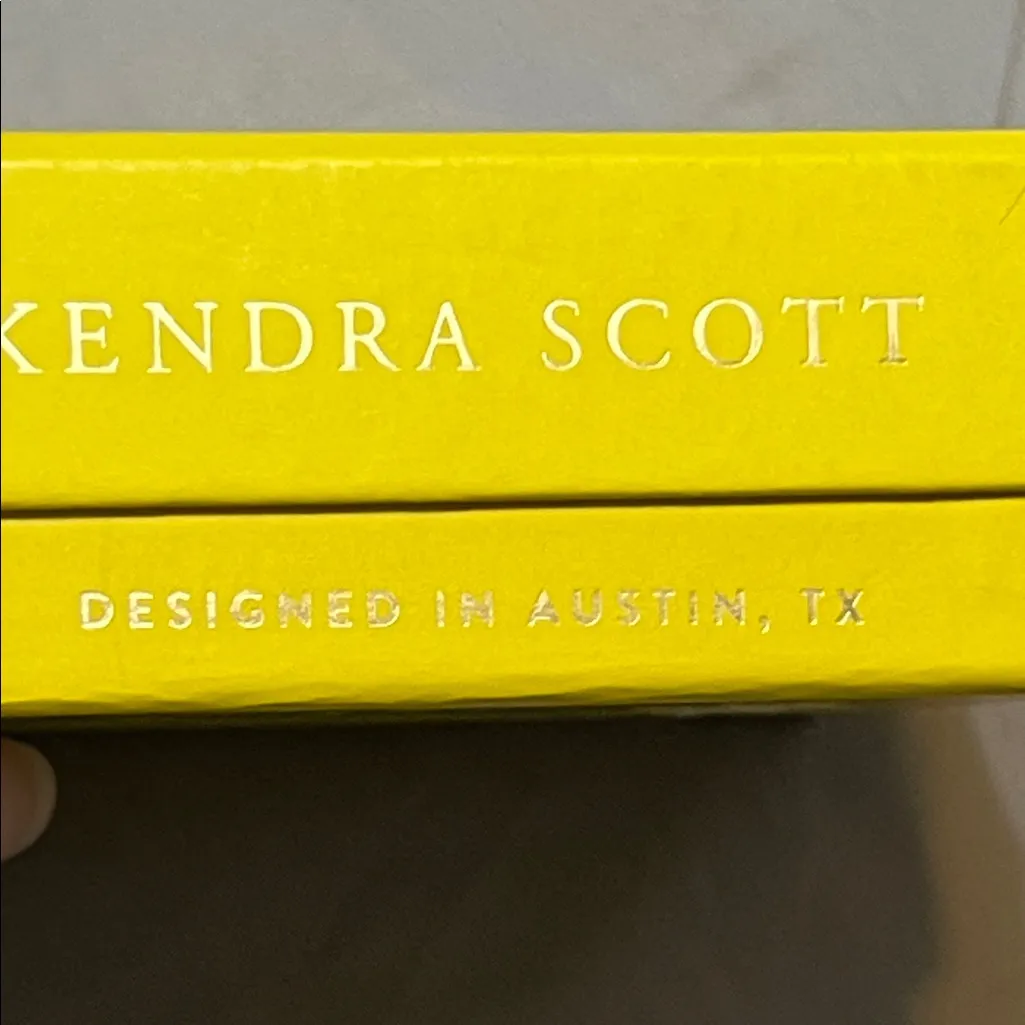 KENDRA SCOTT
DESIGNED IN AUSTIN, TX